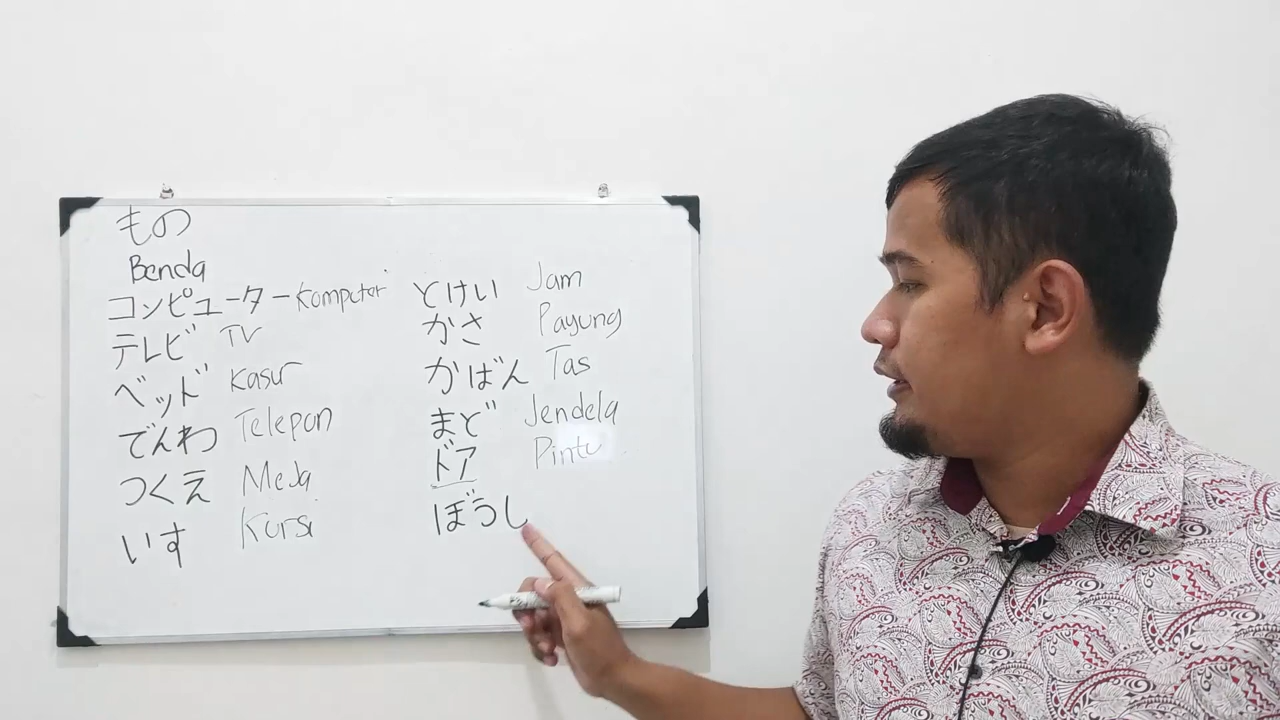 もの
Benda
コンピューター Komputer
テレビ TV
ベッド Kasur
でんわ Telepon
つくえ Meja
いす Kursi
とけい Jam
かさ Payung
かばん Tas
まど Jendela
ドア Pintu
ぼうし